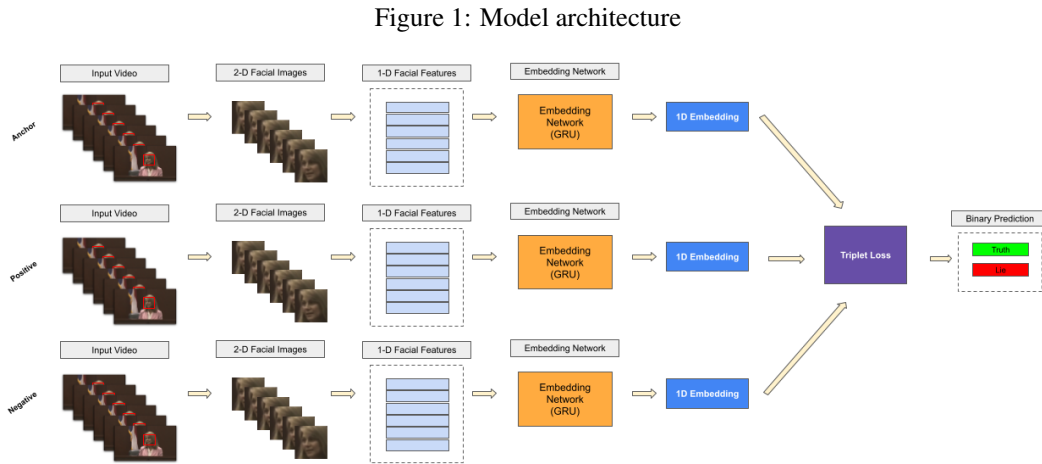 Figure 1: Model architecture
Input Video
2-D Facial Images
1-D Facial Features
Embedding Network
Anchor
Embedding
Network
(GRU)
1D Embedding
Input Video
2-D Facial Images
1-D Facial Features
Embedding Network
Positive
Embedding
Network
(GRU)
1D Embedding
Triplet Loss
Binary Prediction
Truth
Lie
Input Video
2-D Facial Images
1-D Facial Features
Embedding Network
Negative
Embedding
Network
(GRU)
1D Embedding